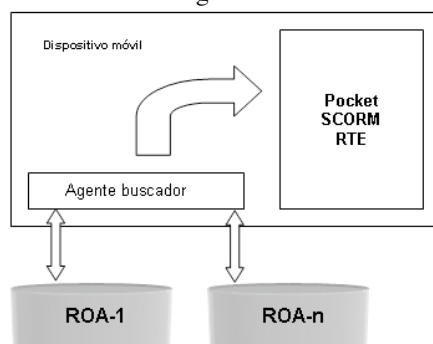 Dispositivo móvil
Pocket
SCORM
RTE
Agente buscador
ROA-1
ROA-n